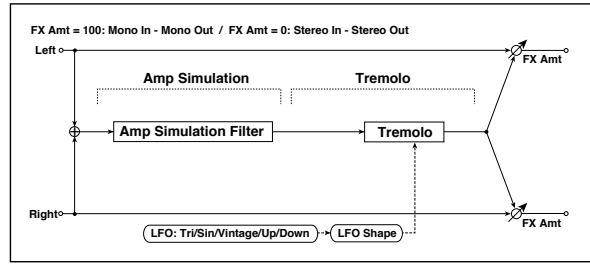 FX Amt = 100: Mono In - Mono Out / FX Amt = 0: Stereo In - Stereo Out
Left
FX Amt
Amp Simulation
Tremolo
Amp Simulation Filter
Tremolo
Right
FX Amt
LFO: Tri/Sin/Vintage/Up/Down
LFO Shape